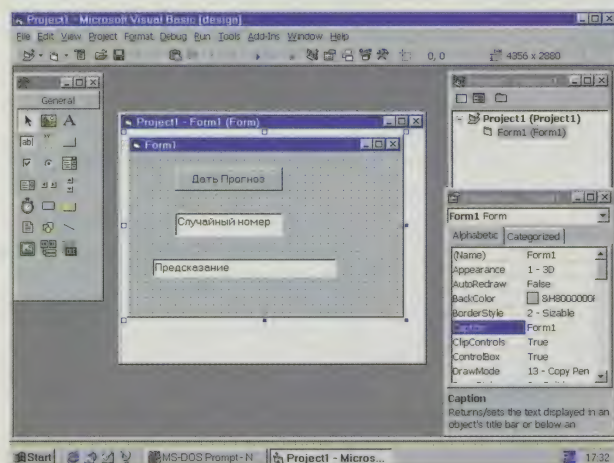 Project1 - Microsoft Visual Basic [design]
File Edit View Project Format Debug Run Tools Add-Ins Window Help
0, 0
4356 x 2880
General
A
ab|
Project1 - Form1 (Form)
Form1
Дать Прогноз
Случайный номер
Предсказание
Project1 (Project1)
Form1 (Form1)
Form1 Form
Alphabetic Categorized
(Name) Form1
Appearance 1 - 3D
AutoRedraw False
BackColor &H8000000F
BorderStyle 2 - Sizable
Caption Form1
ClipControls True
ControlBox True
DrawMode 13 - Copy Pen
Caption
Returns/sets the text displayed in an
object's title bar or below an
Start MS-DOS Prompt - N Project1 - Micros... 17:32